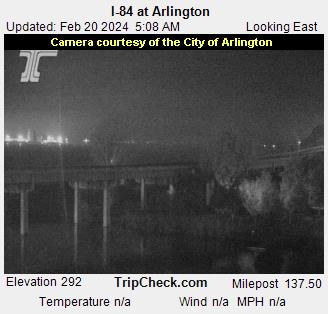 I-84 at Arlington
Updated: Feb 20 2024 5:08 AM Looking East
Camera courtesy of the City of Arlington
Elevation 292 TripCheck.com Milepost 137.50
Temperature n/a Wind n/a MPH n/a